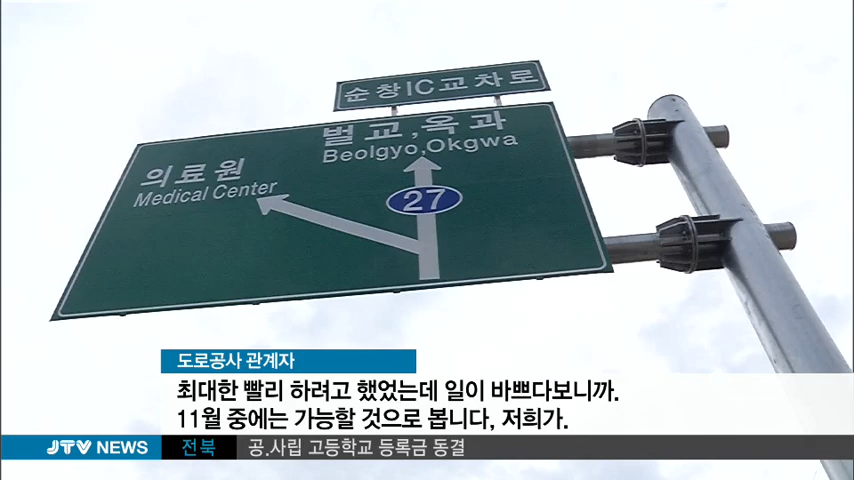 순창IC교차로
벌교,옥과
Beolgyo,Okgwa
의료원
Medical Center
27
도로공사 관계자
최대한 빨리 하려고 했었는데 일이 바쁘다보니까.
11월 중에는 가능할 것으로 봅니다, 저희가.
JTV NEWS 전북 공.사립 고등학교 등록금 동결